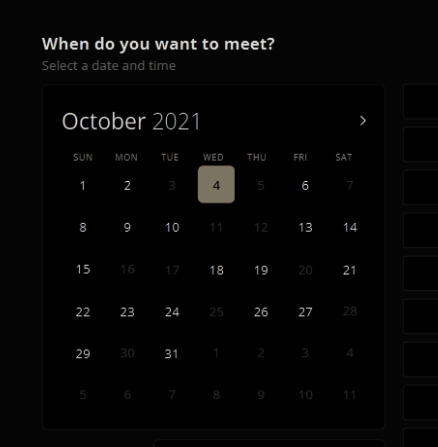 When do you want to meet?
Select a date and time
October 2021 >
SUN MON TUE WED THU FRI SAT
1 2 3 4 5 6 7
8 9 10 11 12 13 14
15 16 17 18 19 20 21
22 23 24 25 26 27 28
29 30 31 1 2 3 4
5 6 7 8 9 10 11